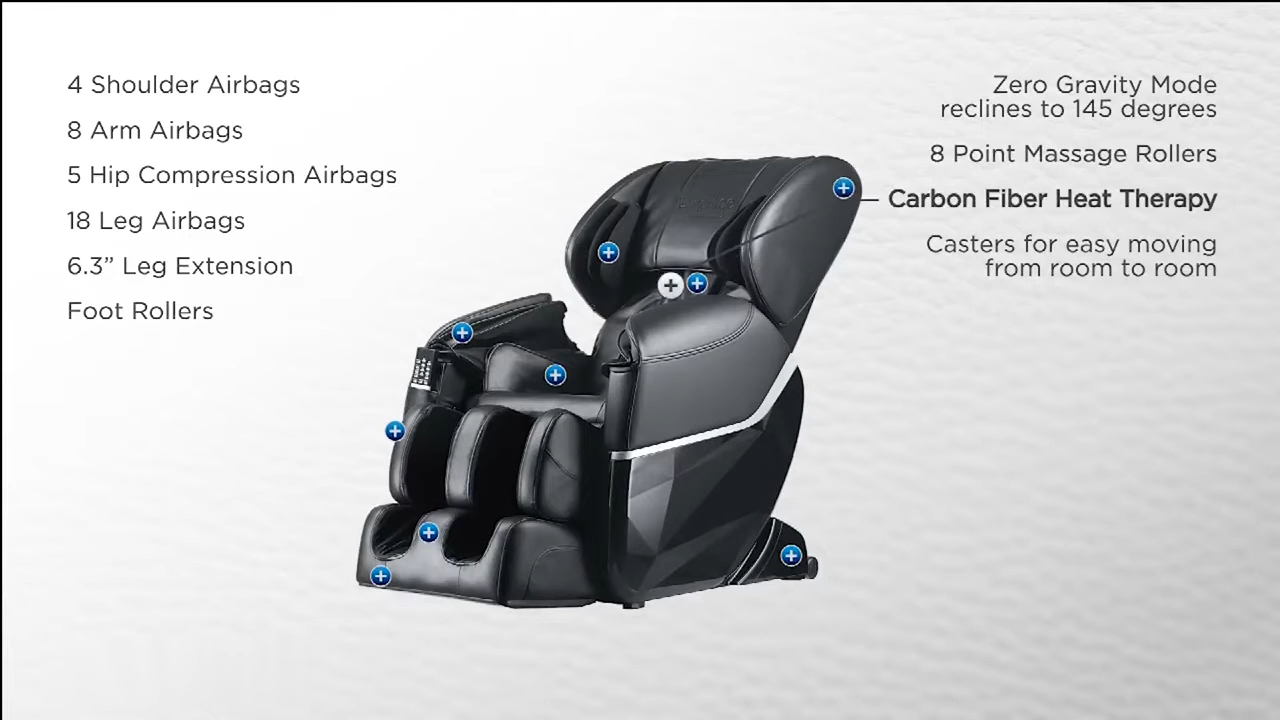 4 Shoulder Airbags
8 Arm Airbags
5 Hip Compression Airbags
18 Leg Airbags
6.3” Leg Extension
Foot Rollers
Zero Gravity Mode
reclines to 145 degrees
8 Point Massage Rollers
Carbon Fiber Heat Therapy
Casters for easy moving
from room to room